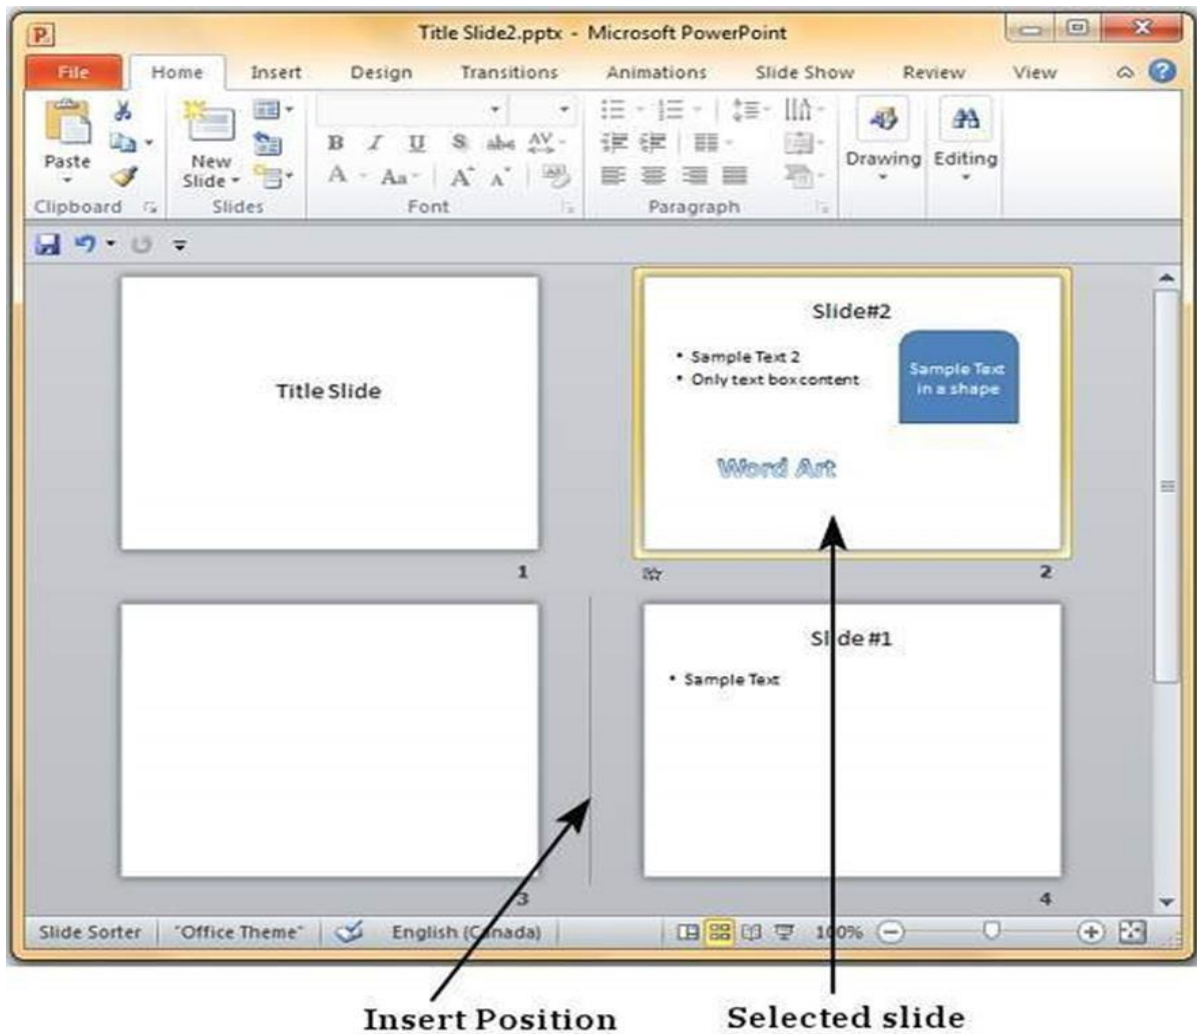 Title Slide2.pptx - Microsoft PowerPoint
File Home Insert Design Transitions Animations Slide Show Review View
Paste
New Slide
B I U S abc AV
A Aa A A
Drawing Editing
Clipboard Slides Font Paragraph
Title Slide
1
Slide#2
• Sample Text 2
• Only text box content
Sample Text
in a shape
Word Art
2
3
Slide #1
• Sample Text
4
Slide Sorter "Office Theme" English (Canada) 100%
Insert Position Selected slide